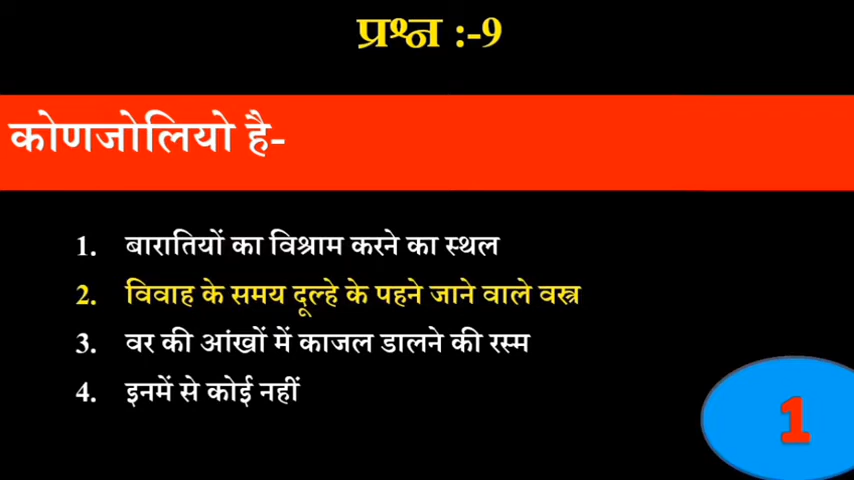 प्रश्न :-9
कोणजोलियो है-
1. बारातियों का विश्राम करने का स्थल
2. विवाह के समय दूल्हे के पहने जाने वाले वस्त्र
3. वर की आंखों में काजल डालने की रस्म
4. इनमें से कोई नहीं
1